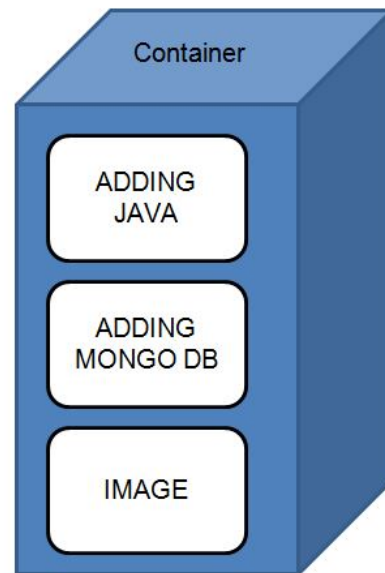 Container
ADDING
JAVA
ADDING
MONGO DB
IMAGE